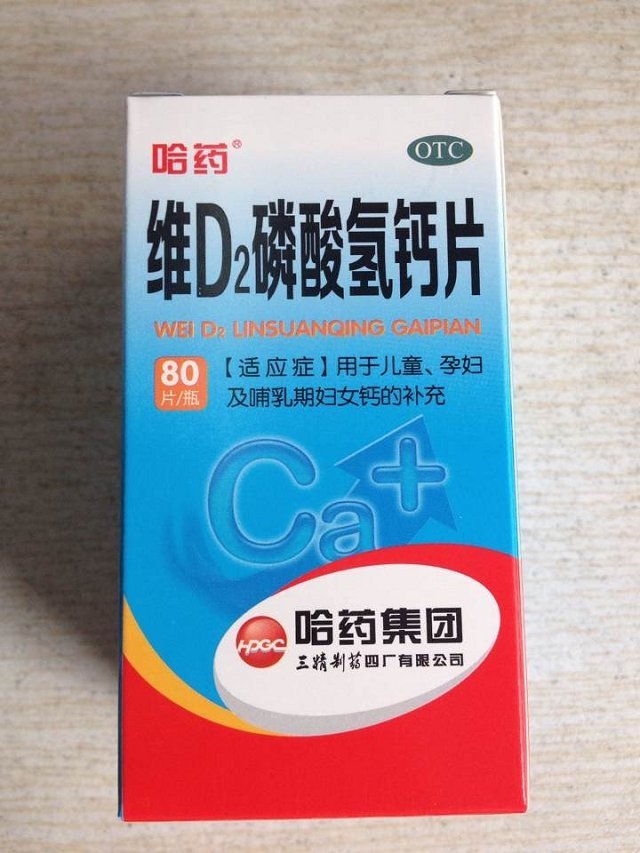 哈药®
OTC
维D2磷酸氢钙片
WEI D2 LINSUANQING GAIPIAN
80
片/瓶
【适应症】用于儿童、孕妇
及哺乳期妇女钙的补充
Ca+
HPGC
哈药集团
三精制药四厂有限公司